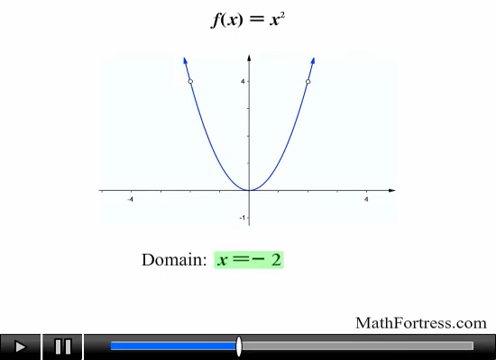 f(x) = x²
4
-4
4
-1
Domain: x = − 2
MathFortress.com